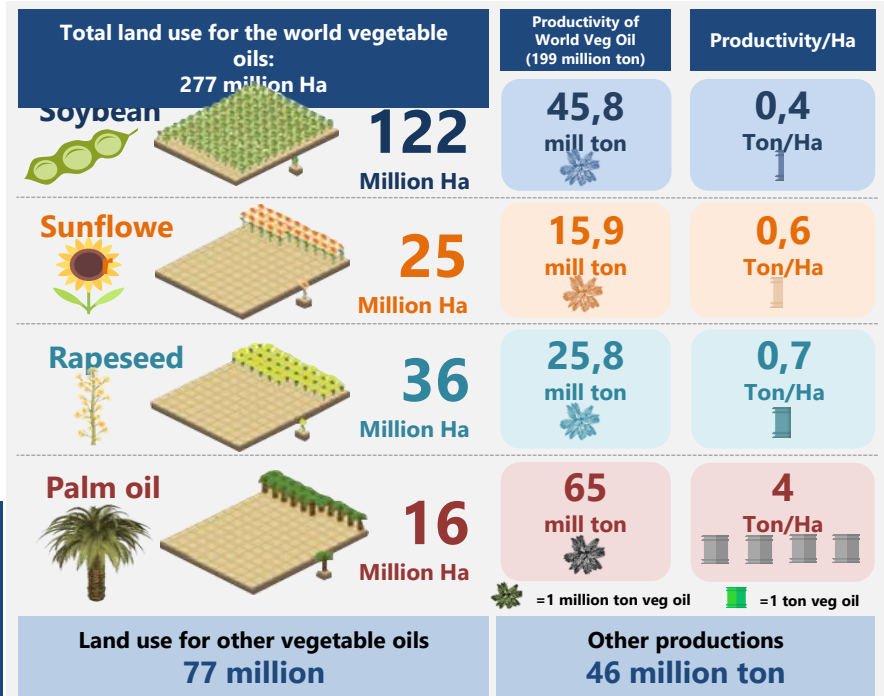 Total land use for the world vegetable
oils:
277 million Ha
Productivity of
World Veg Oil
(199 million ton)
Productivity/Ha
Soybean
122
Million Ha
45,8
mill ton
0,4
Ton/Ha
Sunflowe
r
25
Million Ha
15,9
mill ton
0,6
Ton/Ha
Rapeseed
36
Million Ha
25,8
mill ton
0,7
Ton/Ha
Palm oil
16
Million Ha
65
mill ton
4
Ton/Ha
=1 million ton veg oil
=1 ton veg oil
Land use for other vegetable oils
77 million
Other productions
46 million ton